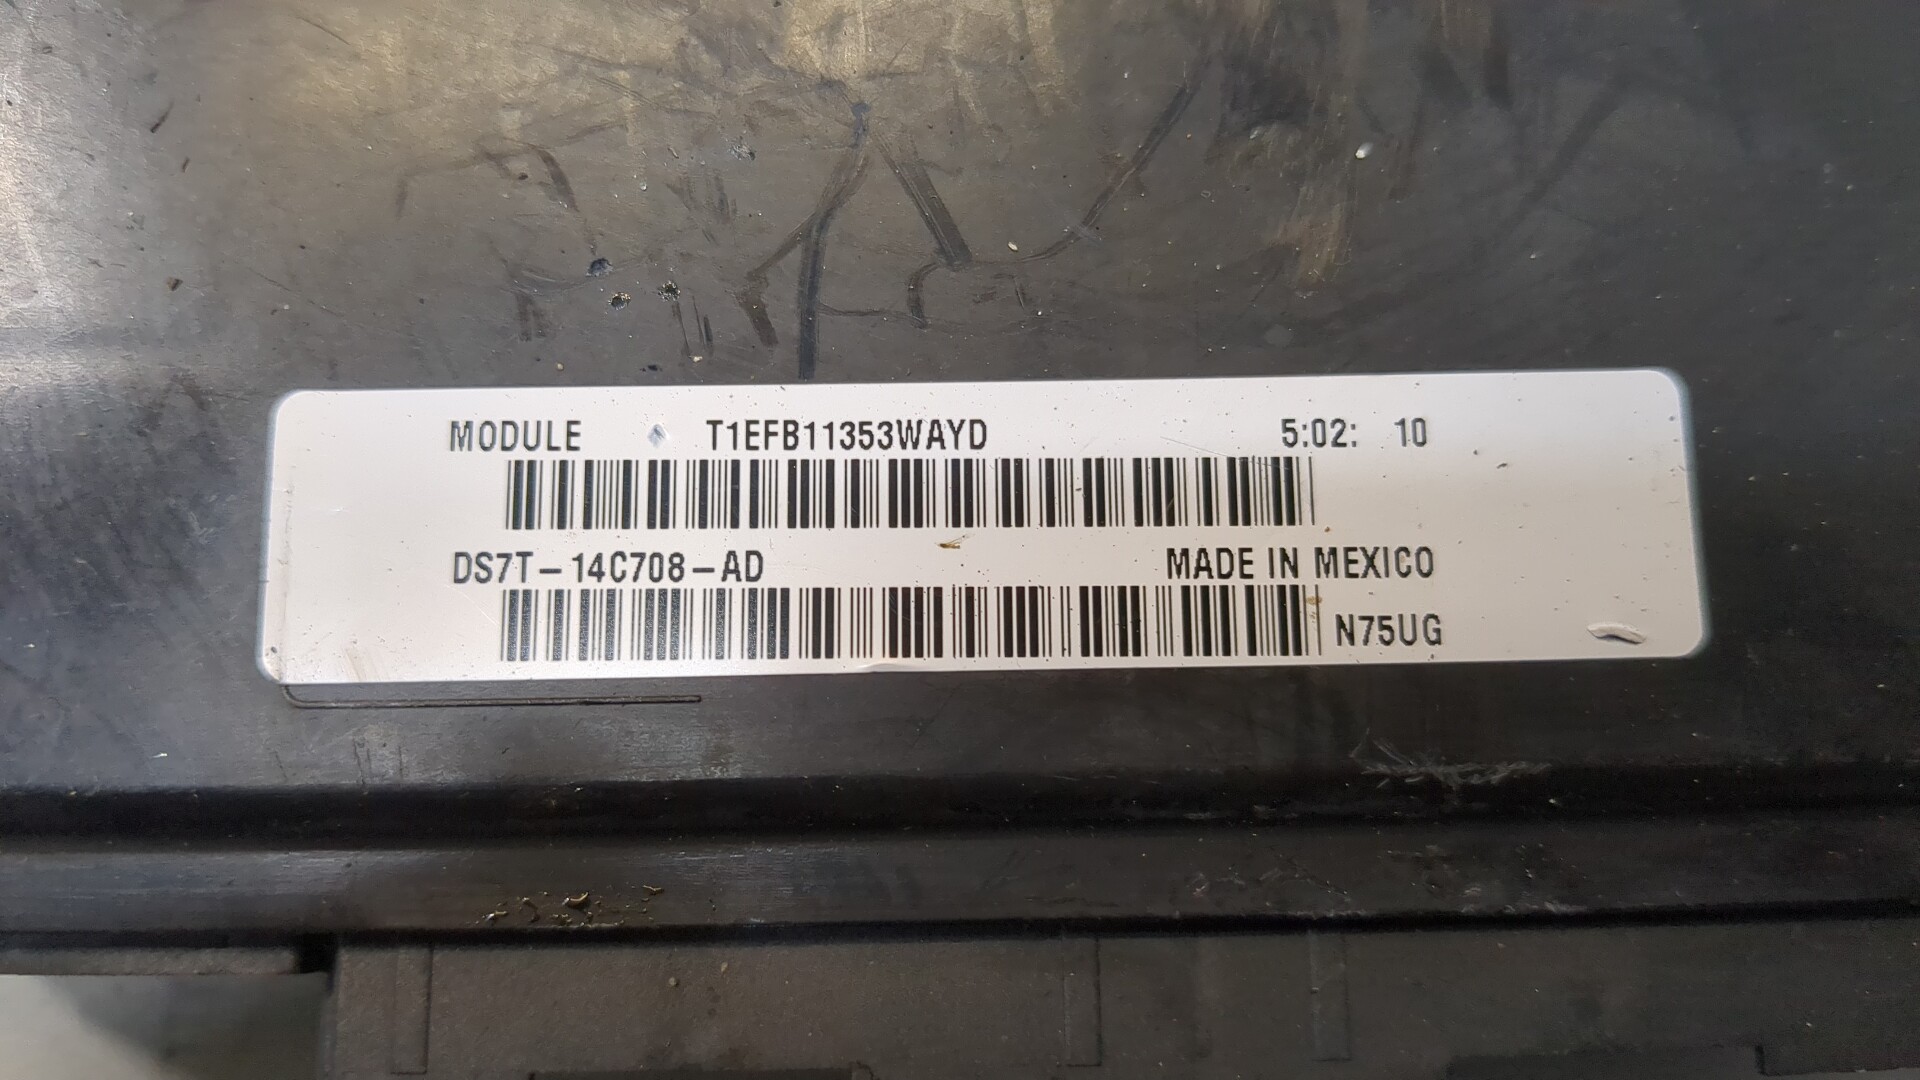 MODULE T1EFB11353WAYD 5:02: 10
DS7T-14C708-AD MADE IN MEXICO
N75UG